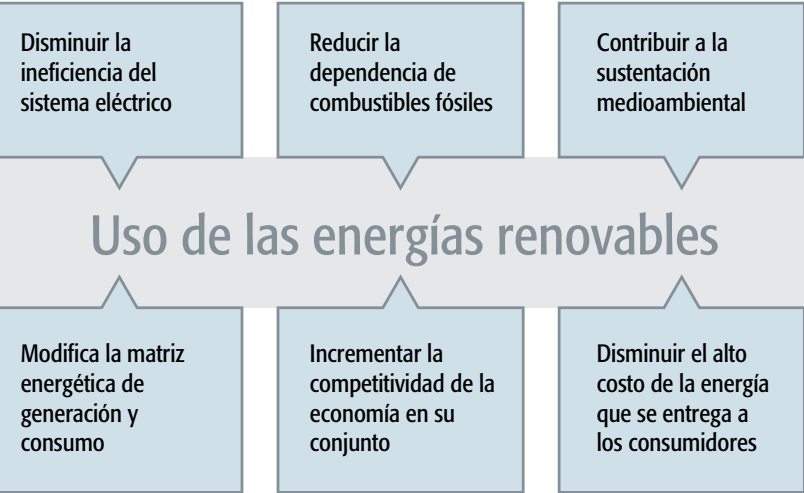 Disminuir la
ineficiencia del
sistema eléctrico
Reducir la
dependencia de
combustibles fósiles
Contribuir a la
sustentación
medioambiental
Uso de las energías renovables
Modifica la matriz
energética de
generación y
consumo
Incrementar la
competitividad de la
economía en su
conjunto
Disminuir el alto
costo de la energía
que se entrega a
los consumidores